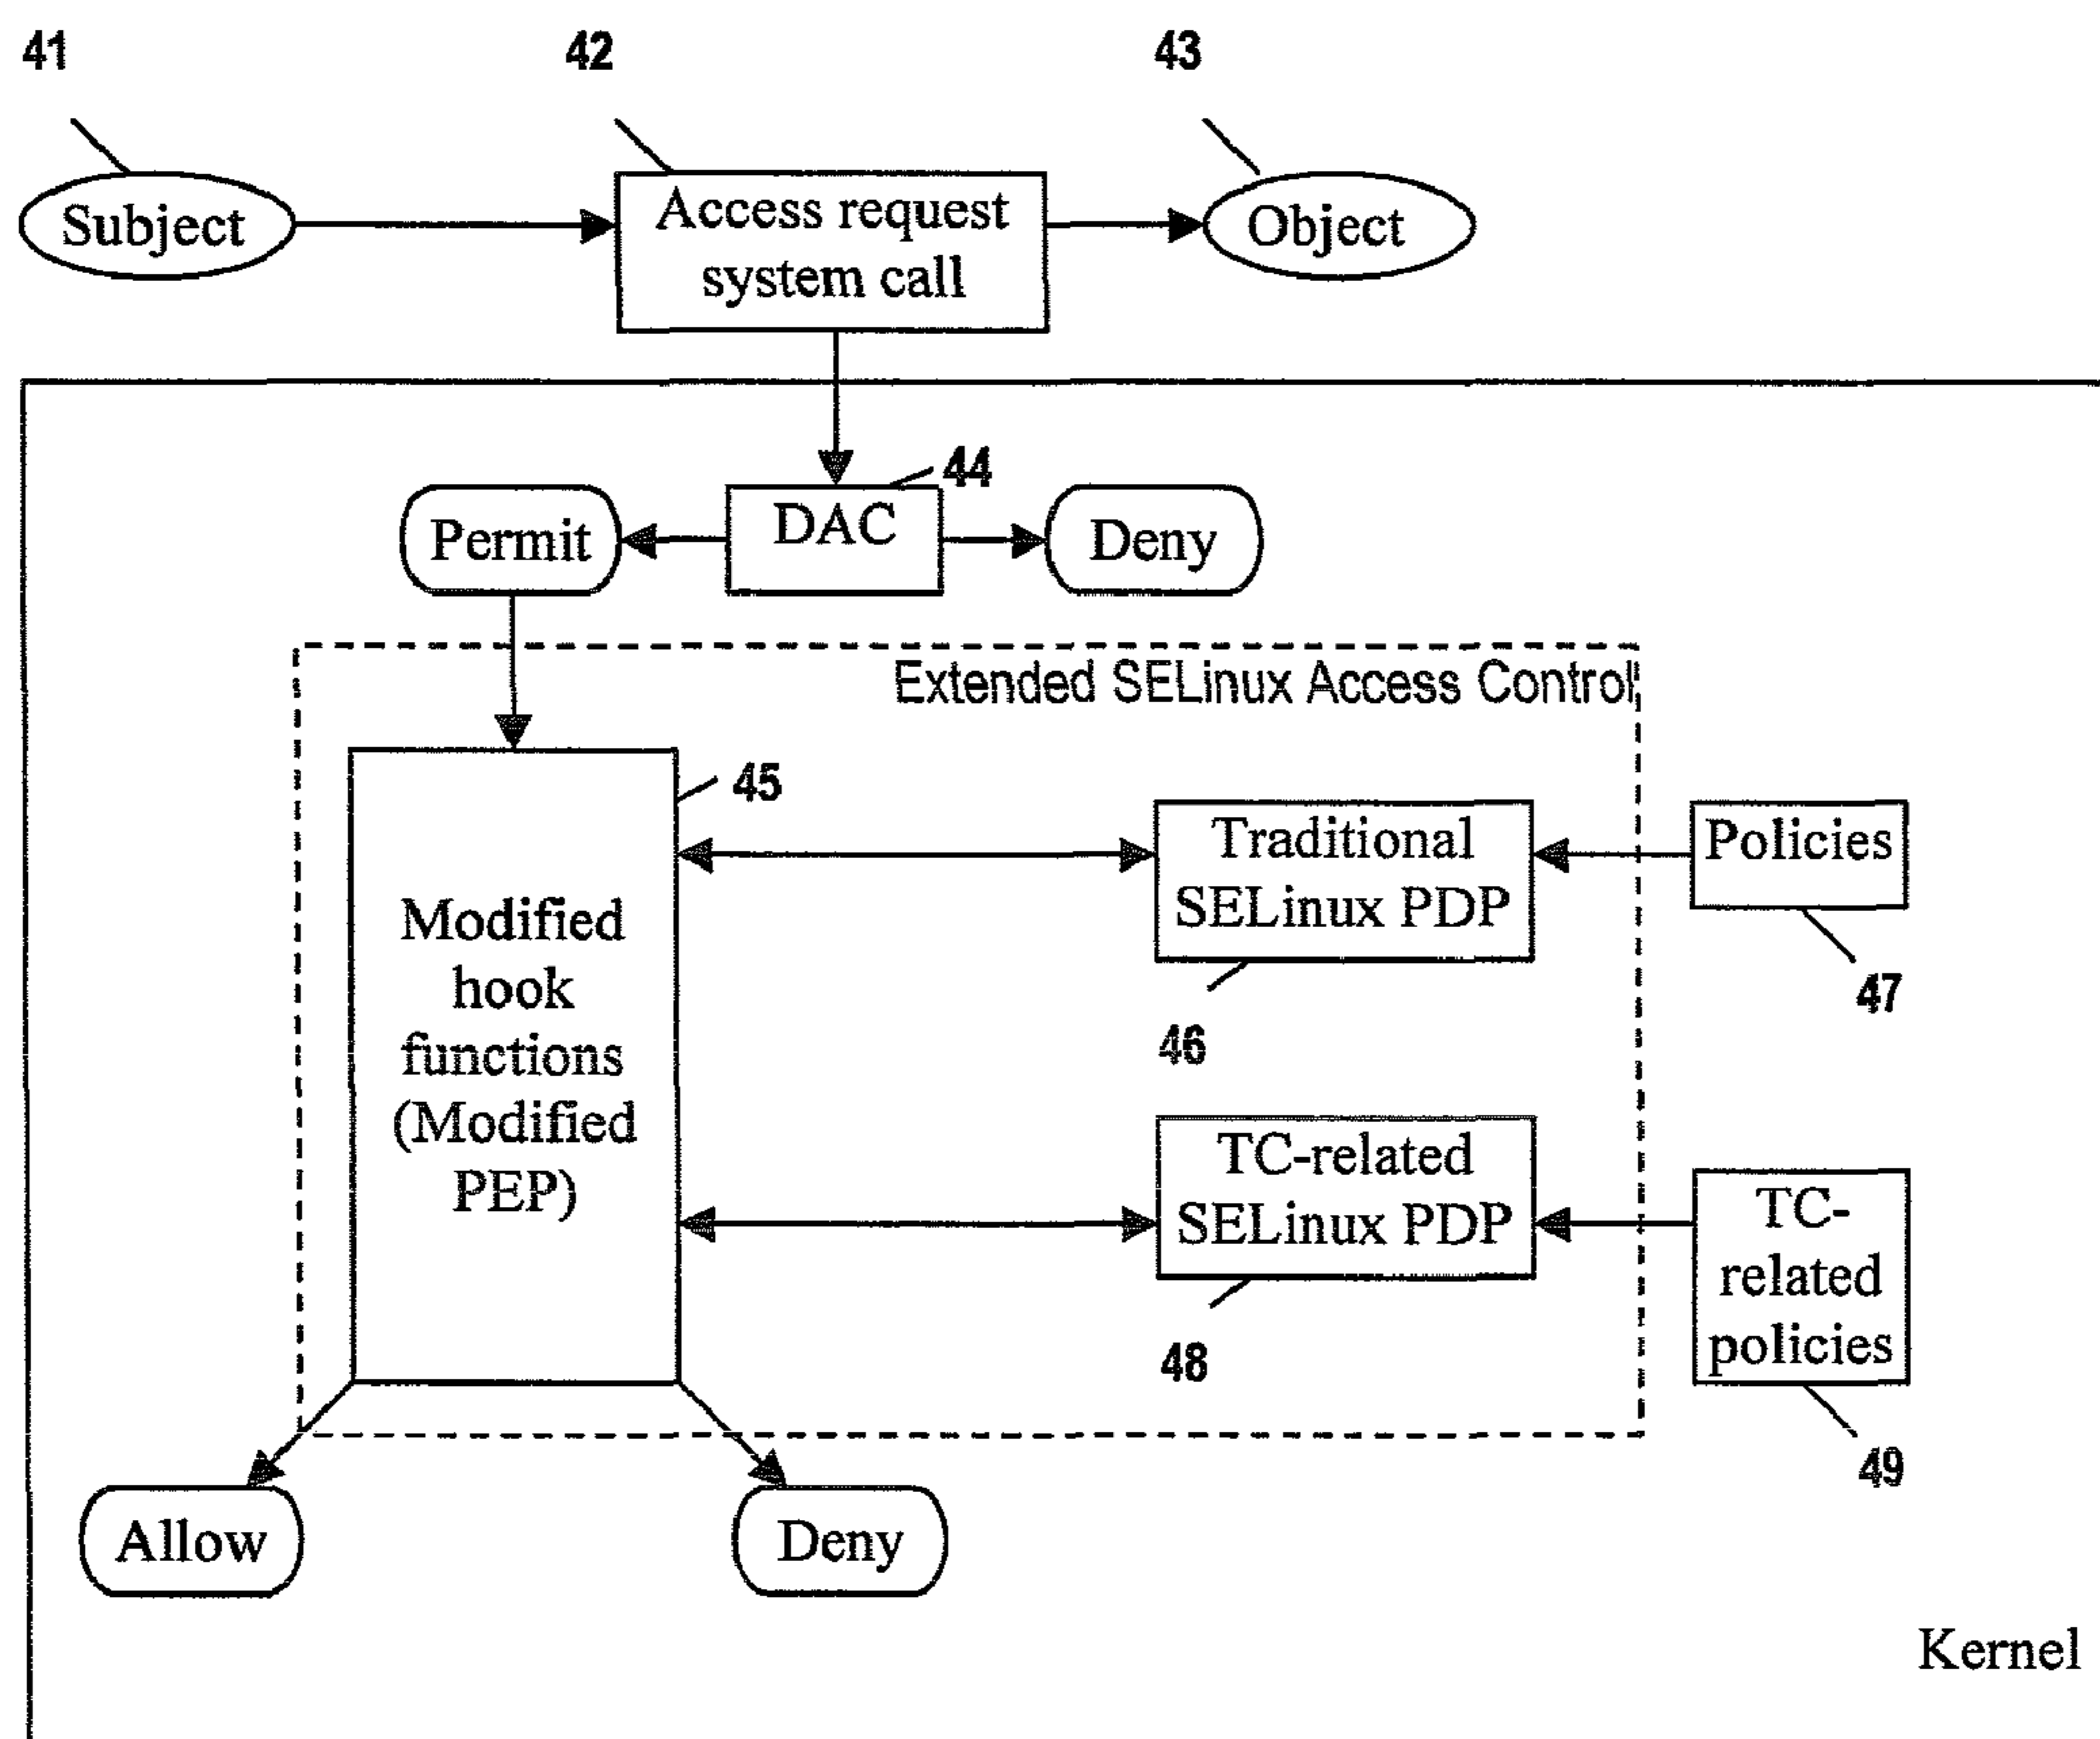 41
42
43
Subject
Access request
system call
Object
44
Permit
DAC
Deny
Extended SELinux Access Control
45
Modified
hook
functions
(Modified
PEP)
Traditional
SELinux PDP
46
Policies
47
TC-related
SELinux PDP
48
TC-
related
policies
49
Allow
Deny
Kernel